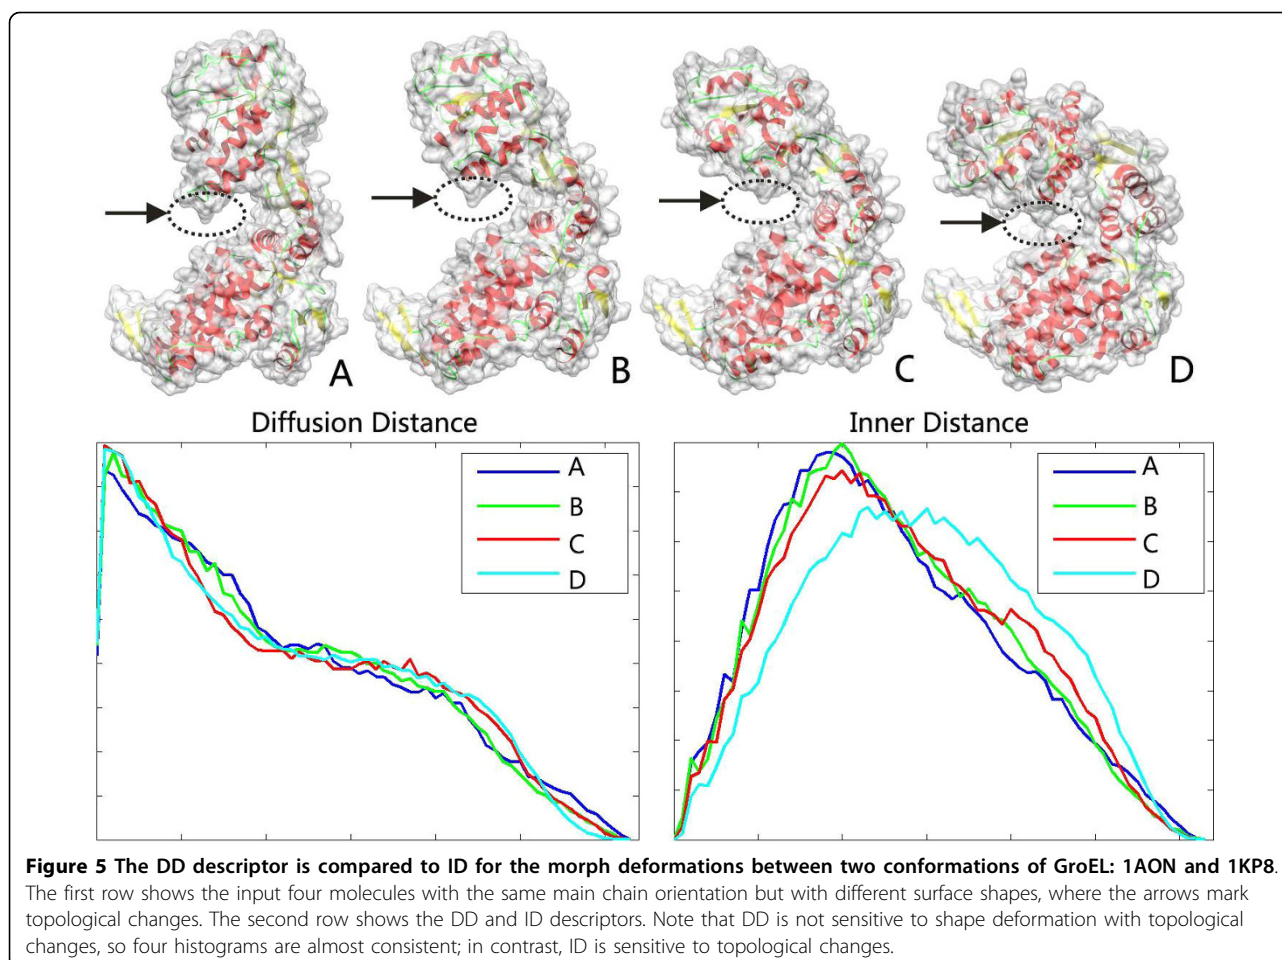 A
B
C
D
Diffusion Distance
Inner Distance
A
B
C
D
A
B
C
D
Figure 5 The DD descriptor is compared to ID for the morph deformations between two conformations of GroEL: 1AON and 1KP8.
The first row shows the input four molecules with the same main chain orientation but with different surface shapes, where the arrows mark
topological changes. The second row shows the DD and ID descriptors. Note that DD is not sensitive to shape deformation with topological
changes, so four histograms are almost consistent; in contrast, ID is sensitive to topological changes.